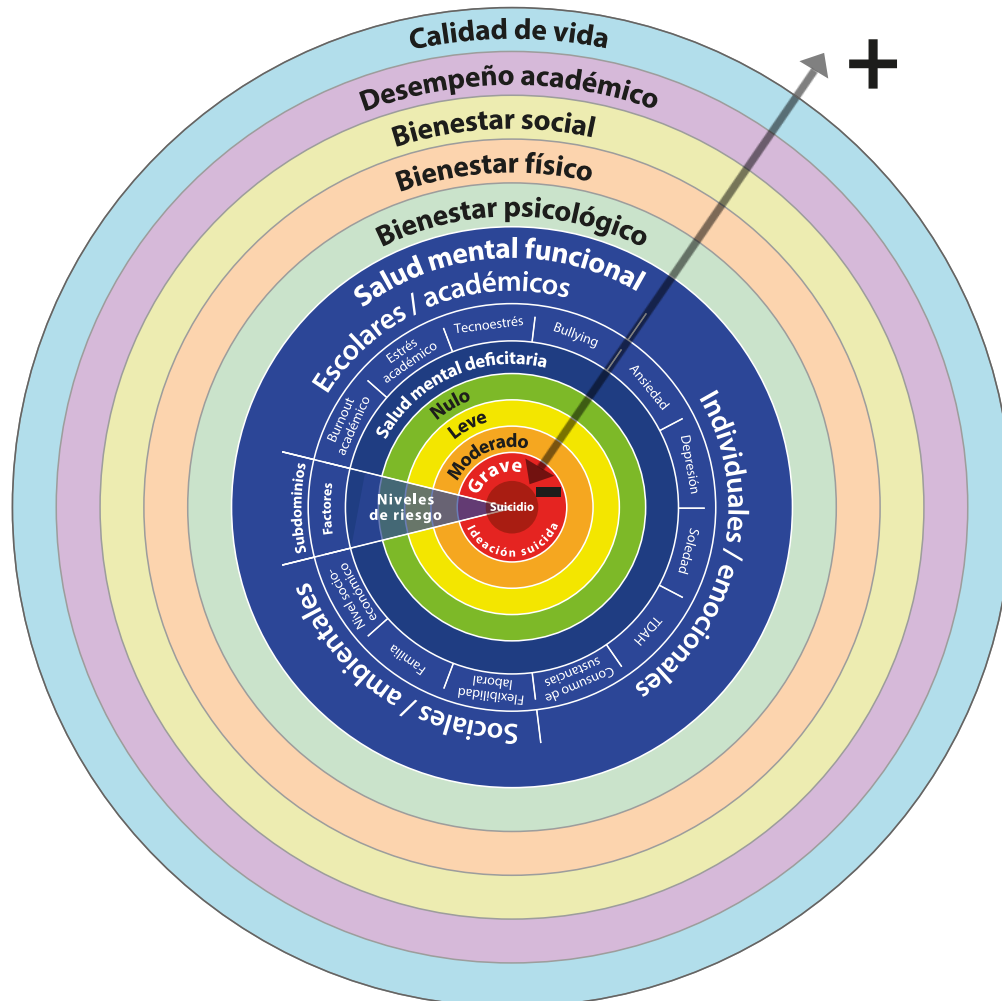 Calidad de vida
+
Desempeño académico
Bienestar social
Bienestar físico
Bienestar psicológico
Salud mental funcional
Escolares / académicos
Burnout
académico
Estrés
académico
Tecnoestrés
Bullying
Ansiedad
Depresión
Soledad
TDAH
Consumo de
sustancias
Flexibilidad
laboral
Familia
Nivel socio-
económico
Individuales / emocionales
Sociales / ambientales
Subdominios
Factores
Niveles
de riesgo
Salud mental deficitaria
Nulo
Leve
Moderado
Grave
−
Suicidio
Ideación suicida